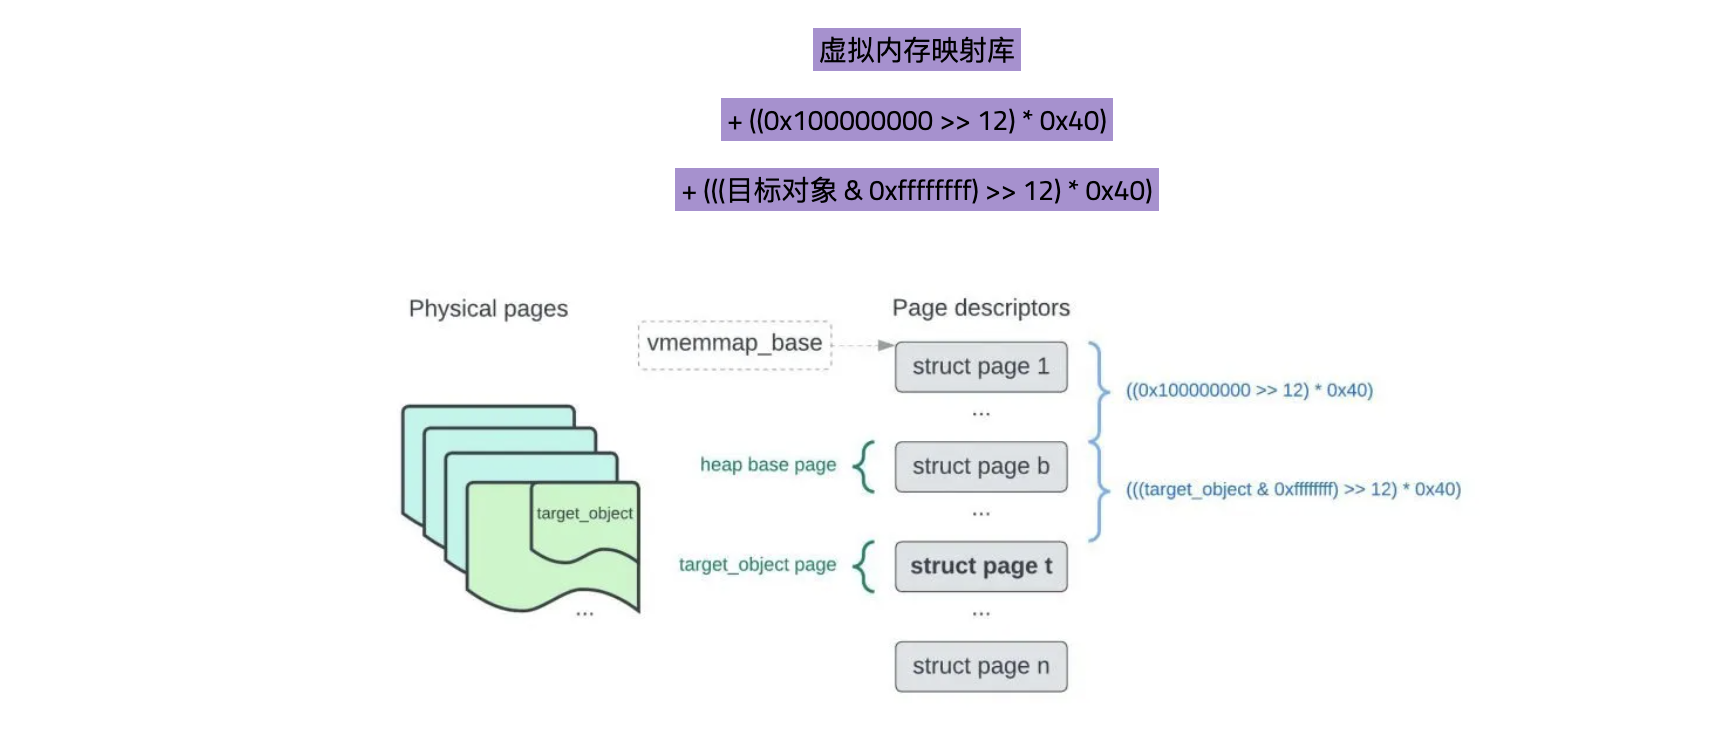 虚拟内存映射库
+ ((0x100000000 >> 12) * 0x40)
+ (((目标对象 & 0xffffffff) >> 12) * 0x40)
Physical pages
Page descriptors
vmemmap_base
struct page 1
((0x100000000 >> 12) * 0x40)
...
heap base page
struct page b
(((target_object & 0xffffffff) >> 12) * 0x40)
target_object
...
target_object page
struct page t
...
...
struct page n